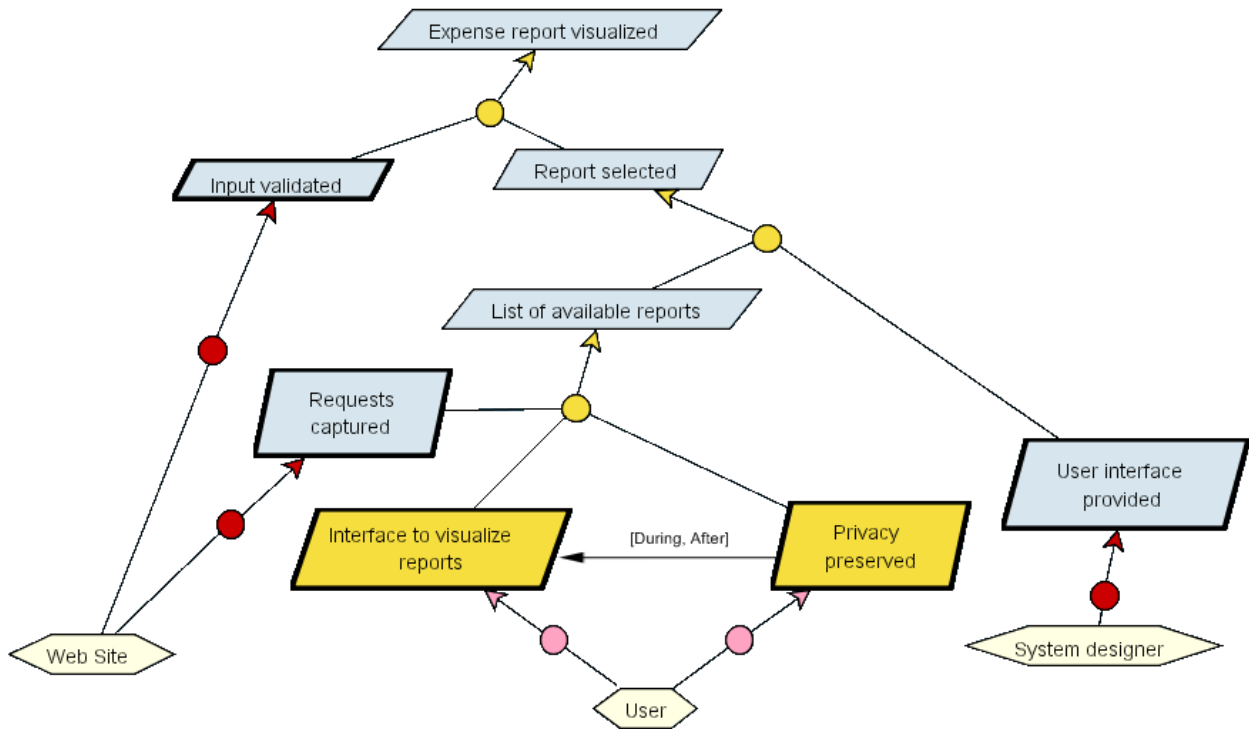 Expense report visualized
Input validated
Report selected
List of available reports
Requests
captured
User interface
provided
Interface to visualize
reports
[During, After]
Privacy
preserved
Web Site
System designer
User